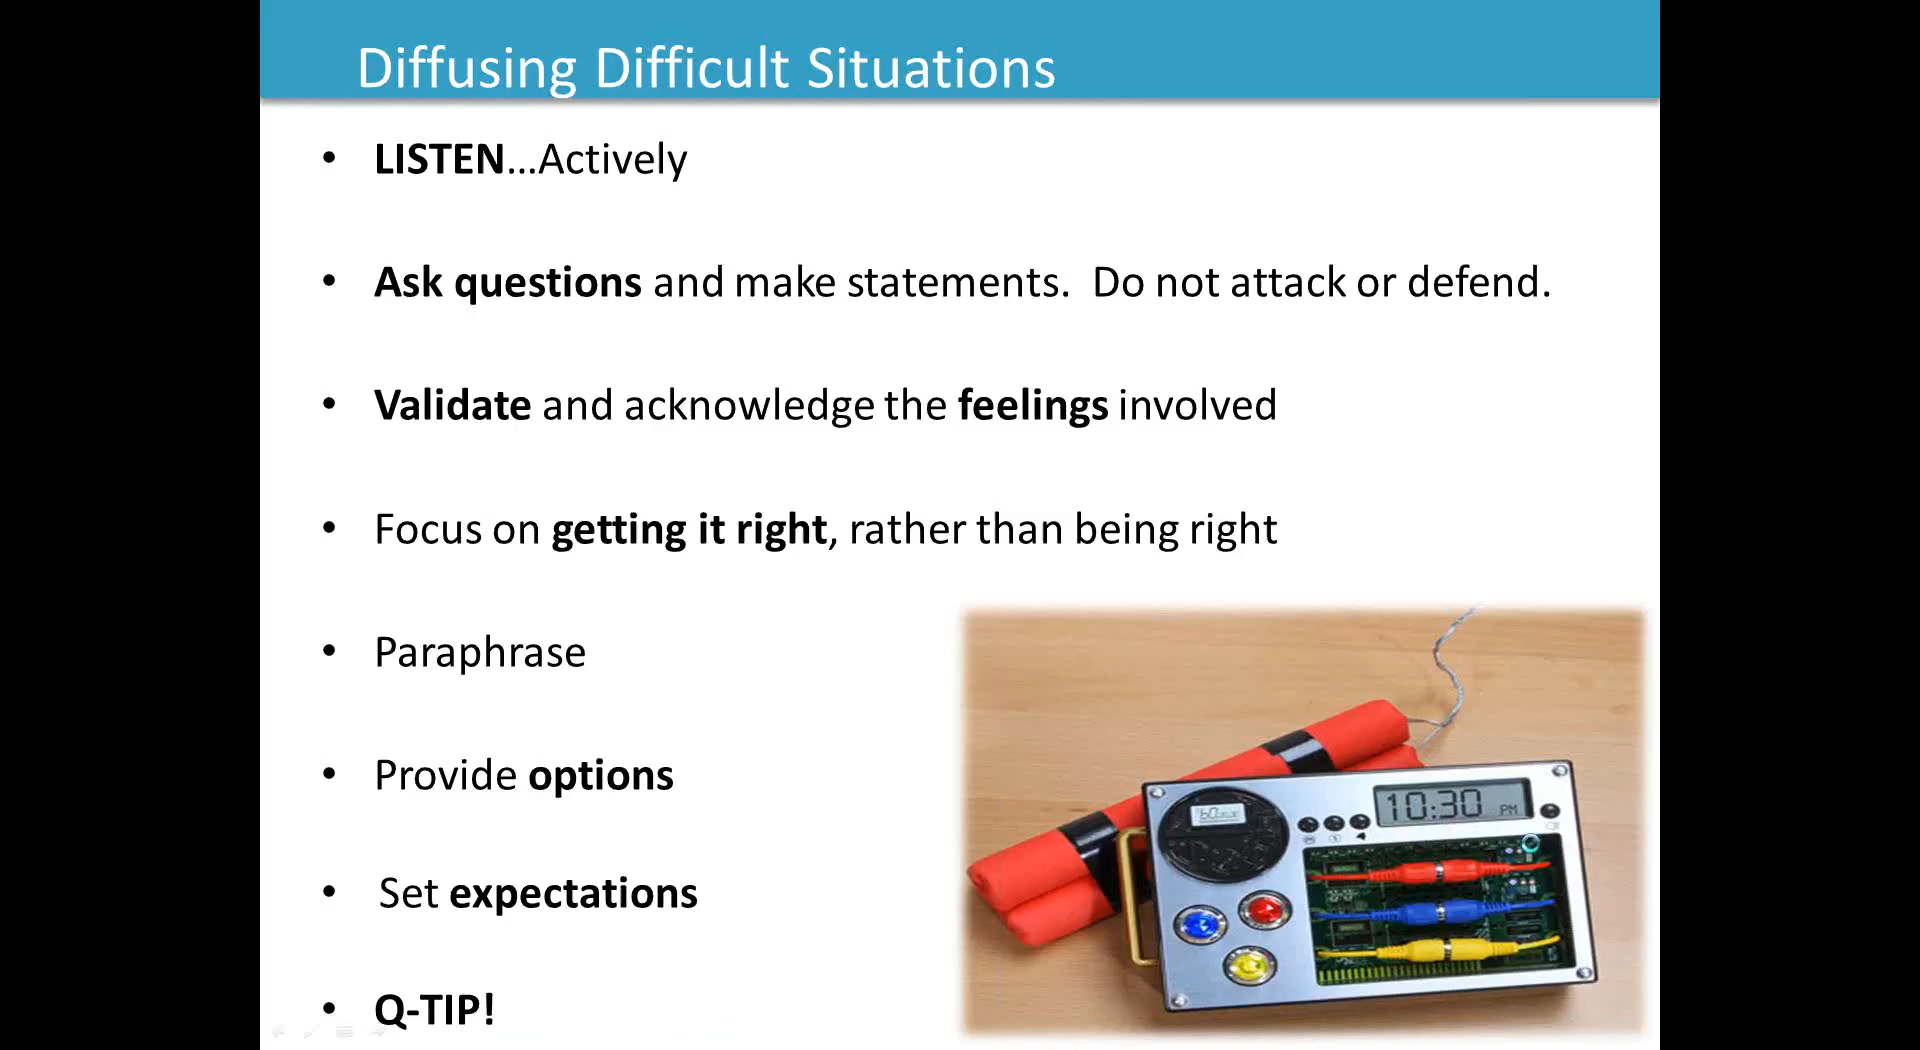 Diffusing Difficult Situations
• LISTEN...Actively
• Ask questions and make statements.  Do not attack or defend.
• Validate and acknowledge the feelings involved
• Focus on getting it right, rather than being right
• Paraphrase
• Provide options
• Set expectations
• Q-TIP!
10:30 PM